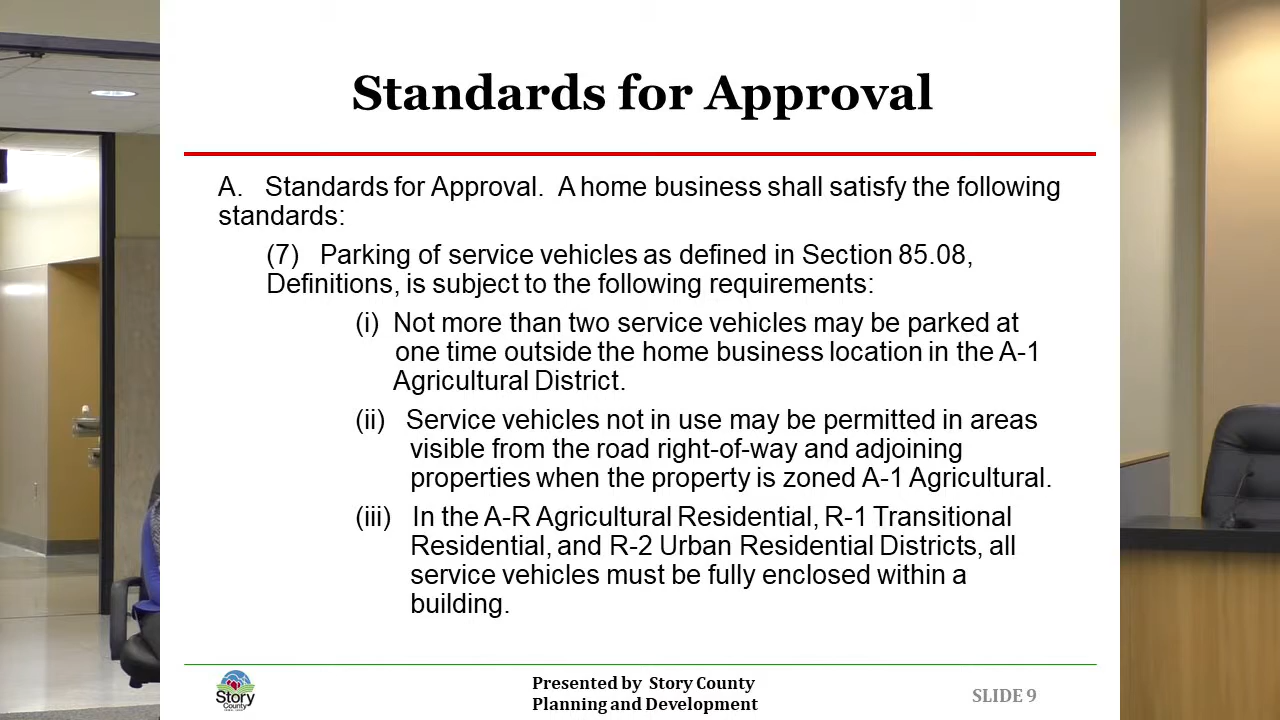 Standards for Approval
A. Standards for Approval. A home business shall satisfy the following
standards:
(7) Parking of service vehicles as defined in Section 85.08,
Definitions, is subject to the following requirements:
(i) Not more than two service vehicles may be parked at
one time outside the home business location in the A-1
Agricultural District.
(ii) Service vehicles not in use may be permitted in areas
visible from the road right-of-way and adjoining
properties when the property is zoned A-1 Agricultural.
(iii) In the A-R Agricultural Residential, R-1 Transitional
Residential, and R-2 Urban Residential Districts, all
service vehicles must be fully enclosed within a
building.
Story
County
Presented by Story County
Planning and Development
SLIDE 9